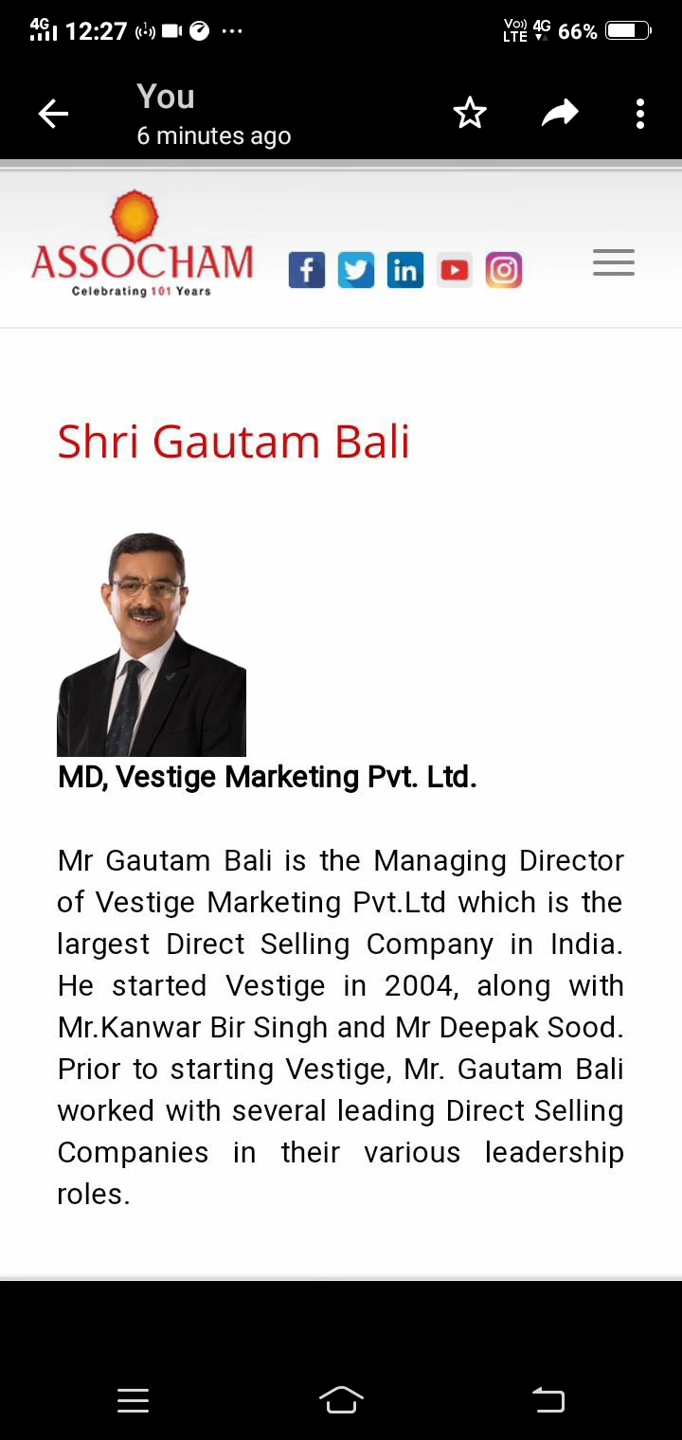 4G 12:27 Vo) LTE 4G 66%
You
6 minutes ago
ASSOCHAM
Celebrating 101 Years
Shri Gautam Bali
MD, Vestige Marketing Pvt. Ltd.
Mr Gautam Bali is the Managing Director
of Vestige Marketing Pvt.Ltd which is the
largest Direct Selling Company in India.
He started Vestige in 2004, along with
Mr.Kanwar Bir Singh and Mr Deepak Sood.
Prior to starting Vestige, Mr. Gautam Bali
worked with several leading Direct Selling
Companies in their various leadership
roles.